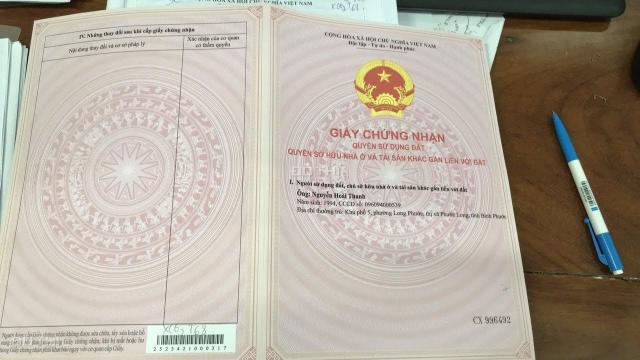 IV. Những thay đổi sau khi cấp giấy chứng nhận
Nội dung thay đổi và cơ sở pháp lý
Xác nhận của cơ quan
có thẩm quyền
2523421000317
CỘNG HÒA XÃ HỘI CHỦ NGHĨA VIỆT NAM
Độc lập - Tự do - Hạnh phúc
GIẤY CHỨNG NHẬN
QUYỀN SỬ DỤNG ĐẤT
QUYỀN SỞ HỮU NHÀ Ở VÀ TÀI SẢN KHÁC GẮN LIỀN VỚI ĐẤT
I. Người sử dụng đất, chủ sở hữu nhà ở và tài sản khác gắn liền với đất
Ông: Nguyễn Hoài Thanh
Năm sinh: 1994, CCCD số: 096094000539
Địa chỉ thường trú: Khu phố 5, phường Long Phước, thị xã Phước Long, tỉnh Bình Phước
CX 996492